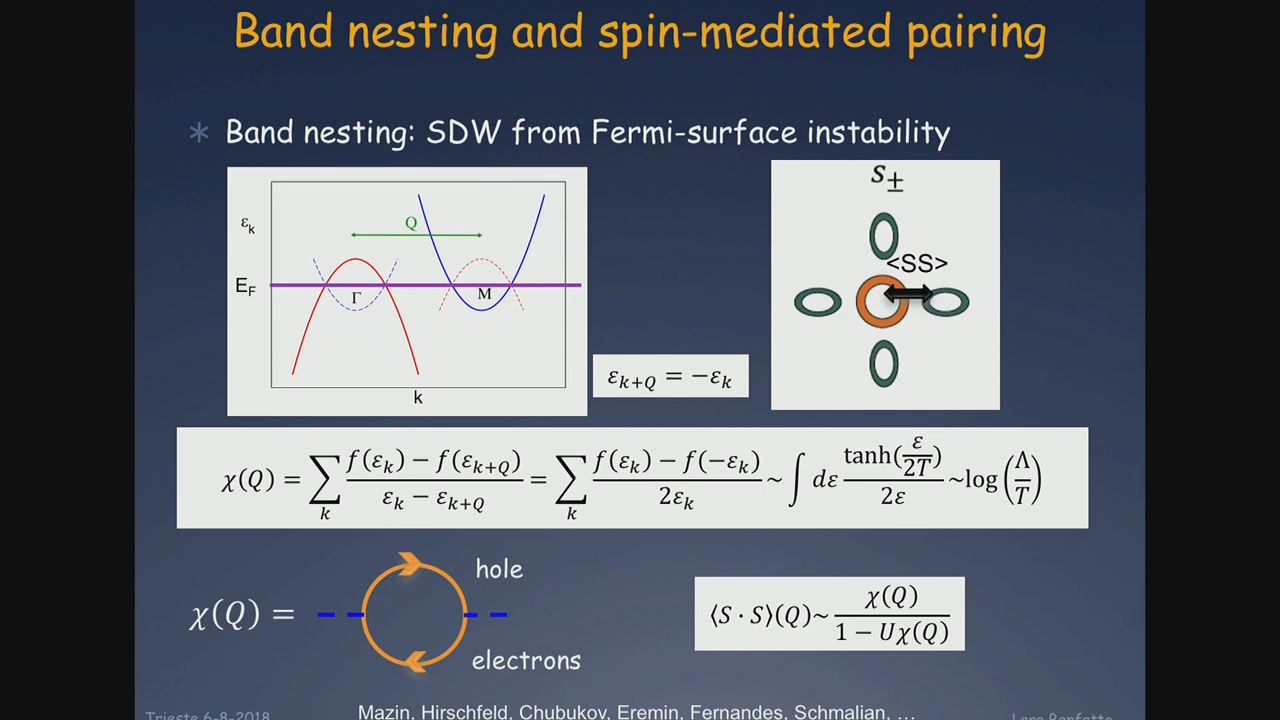 Band nesting and spin-mediated pairing
* Band nesting: SDW from Fermi-surface instability
ε_k
Q
E_F
Γ
M
k
s_±
<SS>
ε_{k+Q} = −ε_k
χ(Q) = ∑_k (f(ε_k) − f(ε_{k+Q}))/(ε_k − ε_{k+Q}) = ∑_k (f(ε_k) − f(−ε_k))/(2ε_k) ~ ∫ dε tanh(ε/2T)/(2ε) ~log(Λ/T)
hole
χ(Q) =
electrons
⟨S · S⟩(Q)~ χ(Q)/(1 − Uχ(Q))
Mazin, Hirschfeld, Chubukov, Eremin, Fernandes, Schmalian, ...
Trieste 6-8-2018
Lara Benfatto